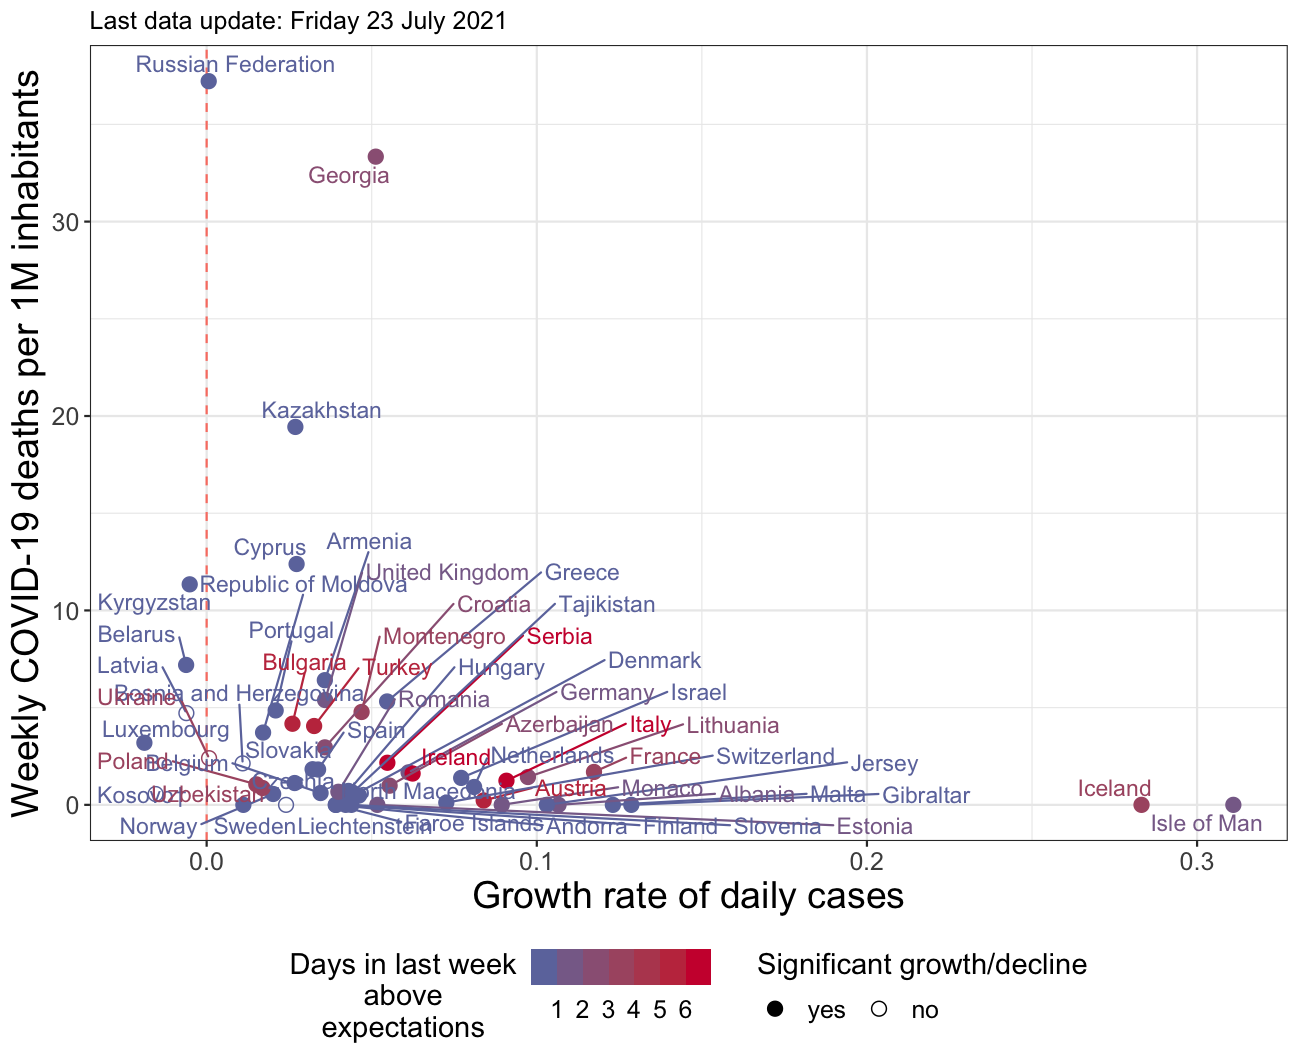 Last data update: Friday 23 July 2021
Weekly COVID-19 deaths per 1M inhabitants
Russian Federation
Georgia
30
Kazakhstan
20
Armenia
Cyprus
United Kingdom
Greece
Republic of Moldova
Kyrgyzstan
Croatia
Tajikistan
10
Belarus
Portugal
Montenegro
Serbia
Latvia
Bulgaria
Turkey
Hungary
Denmark
Ukraine
Bosnia and Herzegovina
Romania
Germany
Israel
Luxembourg
Spain
Azerbaijan
Italy
Lithuania
Poland
Belgium
Slovakia
Ireland
Netherlands
France
Switzerland
Jersey
Czechia
Kosovo
Uzbekistan
North Macedonia
Austria
Monaco
Albania
Malta
Gibraltar
Iceland
0
Norway
Sweden
Liechtenstein
Faroe Islands
Andorra
Finland
Slovenia
Estonia
Isle of Man
0.0
0.1
0.2
0.3
Growth rate of daily cases
Days in last week
above
expectations
1 2 3 4 5 6
Significant growth/decline
yes
no